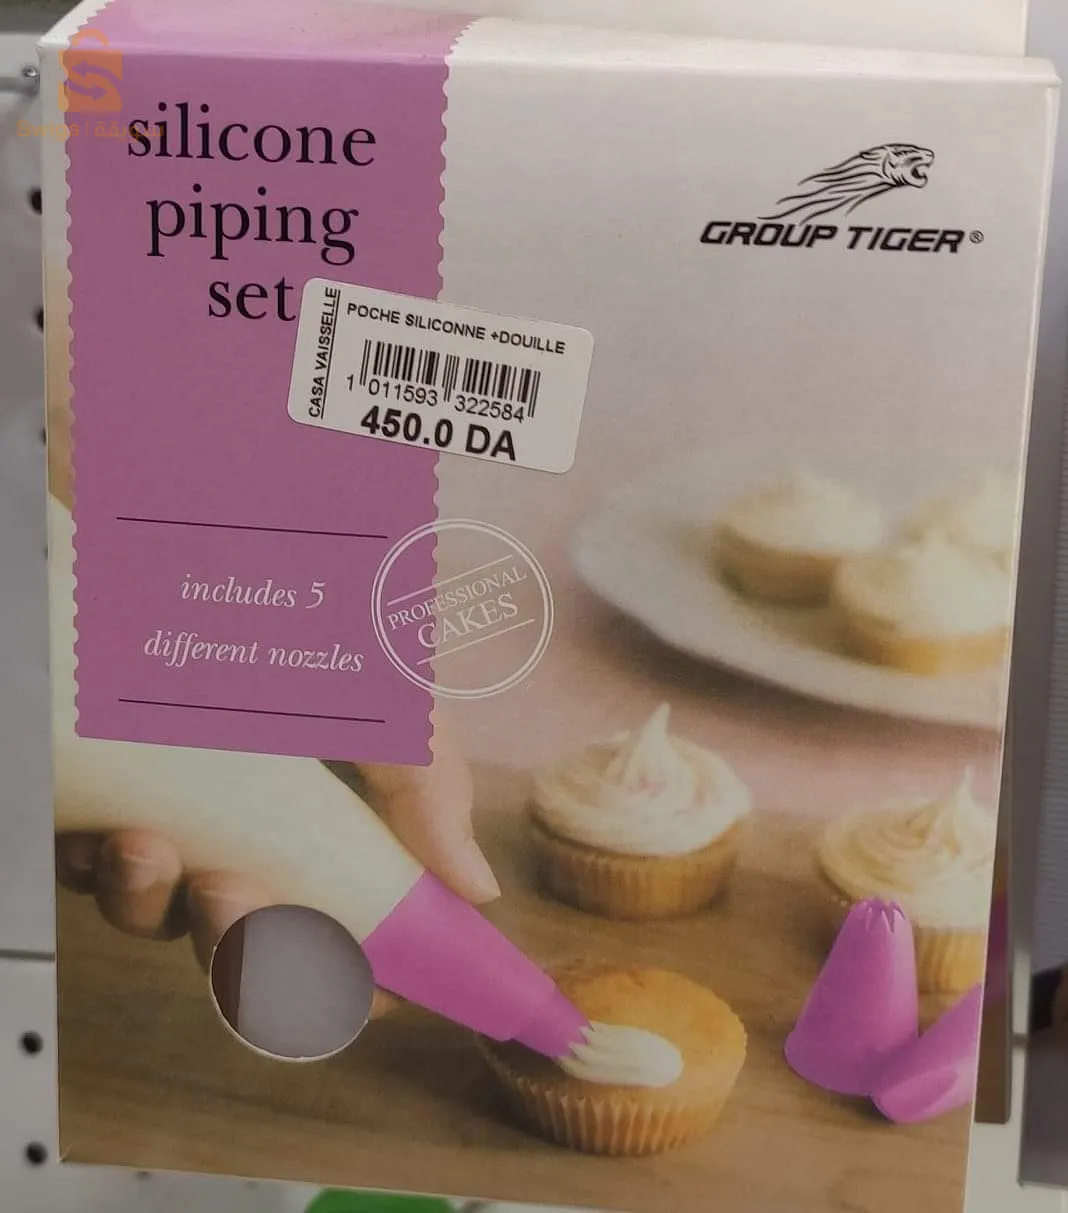 silicone
piping
set
GROUP TIGER®
CASA VAISSELLE
POCHE SILICONNE +DOUILLE
1 011593 322584
450.0 DA
includes 5
different nozzles
PROFESSIONAL
CAKES
سويقة